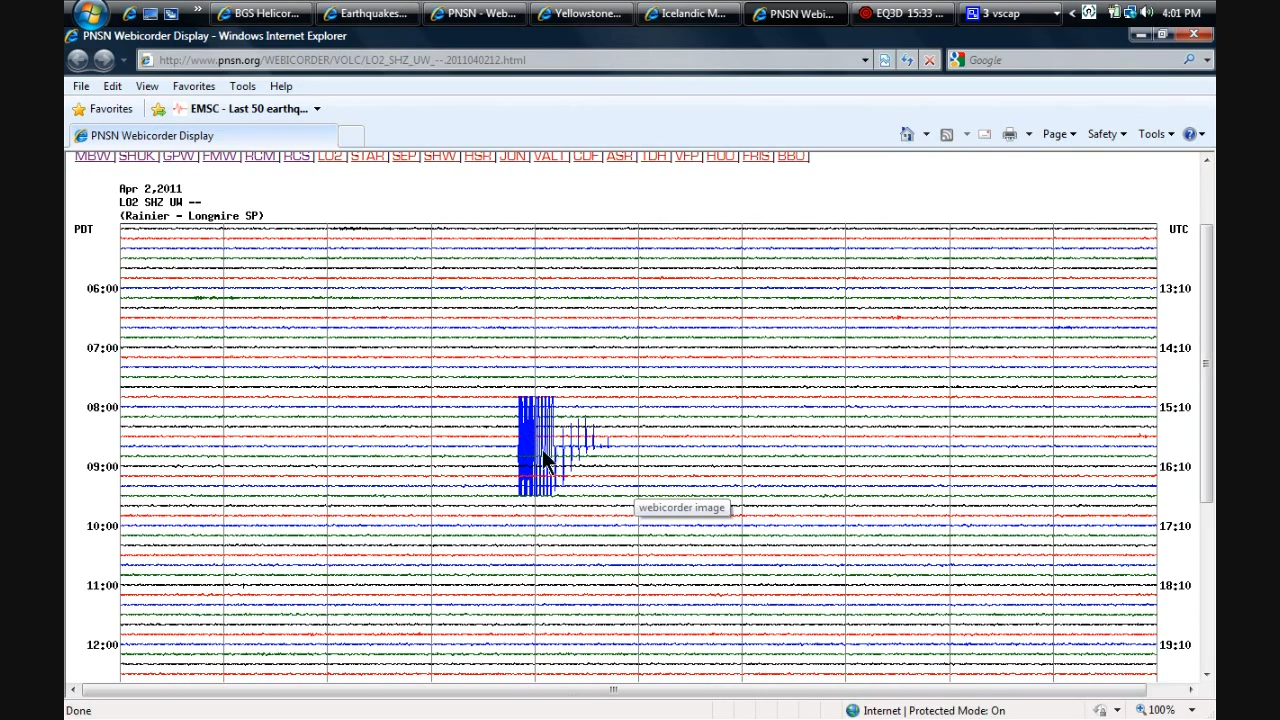 BGS Helicor...
Earthquakes...
PNSN - Web...
Yellowstone...
Icelandic M...
PNSN Webi...
EQ3D 15:33 ...
3 vscap
4:01 PM
PNSN Webicorder Display - Windows Internet Explorer
http://www.pnsn.org/WEBICORDER/VOLC/LO2_SHZ_UW_--.2011040212.html
Google
File Edit View Favorites Tools Help
Favorites EMSC - Last 50 earthq...
PNSN Webicorder Display
Page Safety Tools
MBW| SHUK| GPW| FMW| RCM| RCS| LO2| STAR| SEP| SHW| HSR| JUN| VALT| CDF| ASR| TDH| VFP| HUO| FRIS| BBO|
Apr 2,2011
LO2 SHZ UW --
(Rainier - Longmire SP)
PDT UTC
06:00 13:10
07:00 14:10
08:00 15:10
09:00 16:10
webicorder image
10:00 17:10
11:00 18:10
12:00 19:10
Done
Internet | Protected Mode: On
100%